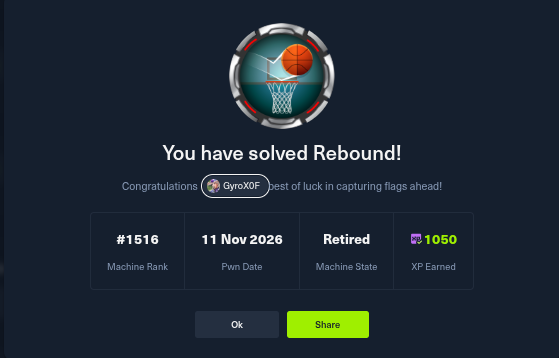 You have solved Rebound!
Congratulations GyroX0F best of luck in capturing flags ahead!
#1516 11 Nov 2026 Retired XP 1050
Machine Rank Pwn Date Machine State XP Earned
Ok Share